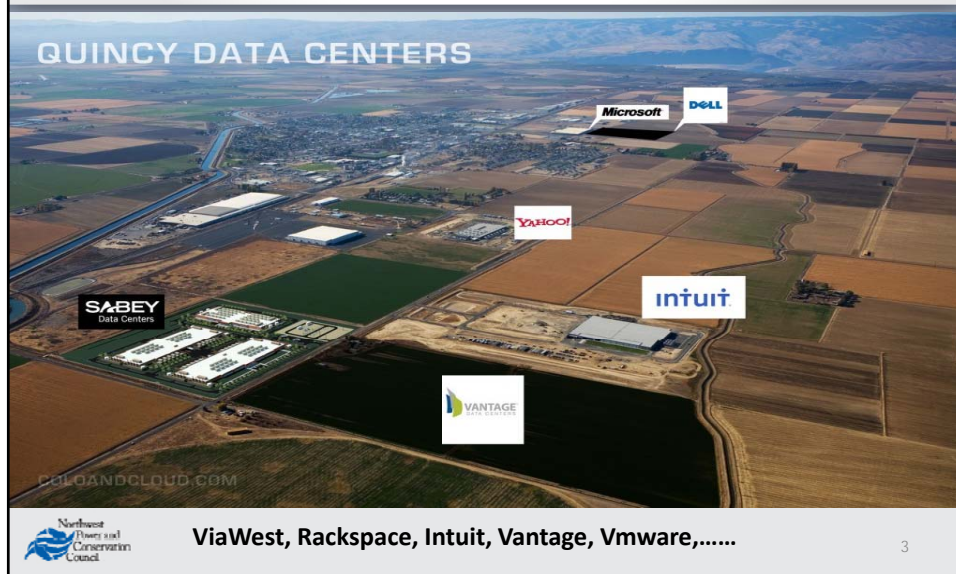 QUINCY DATA CENTERS
Microsoft
DELL
YAHOO!
SABEY
Data Centers
INTUIT
VANTAGE
DATA CENTERS
COLOANDCLOUD.COM
Northwest
Power and
Conservation
Council
ViaWest, Rackspace, Intuit, Vantage, Vmware,......
3